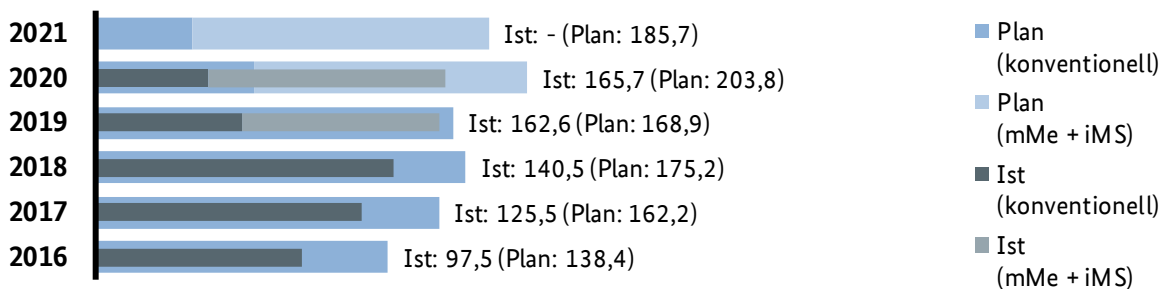 2021
Ist: - (Plan: 185,7)
2020
Ist: 165,7 (Plan: 203,8)
2019
Ist: 162,6 (Plan: 168,9)
2018
Ist: 140,5 (Plan: 175,2)
2017
Ist: 125,5 (Plan: 162,2)
2016
Ist: 97,5 (Plan: 138,4)
Plan
(konventionell)
Plan
(mMe + iMS)
Ist
(konventionell)
Ist
(mMe + iMS)